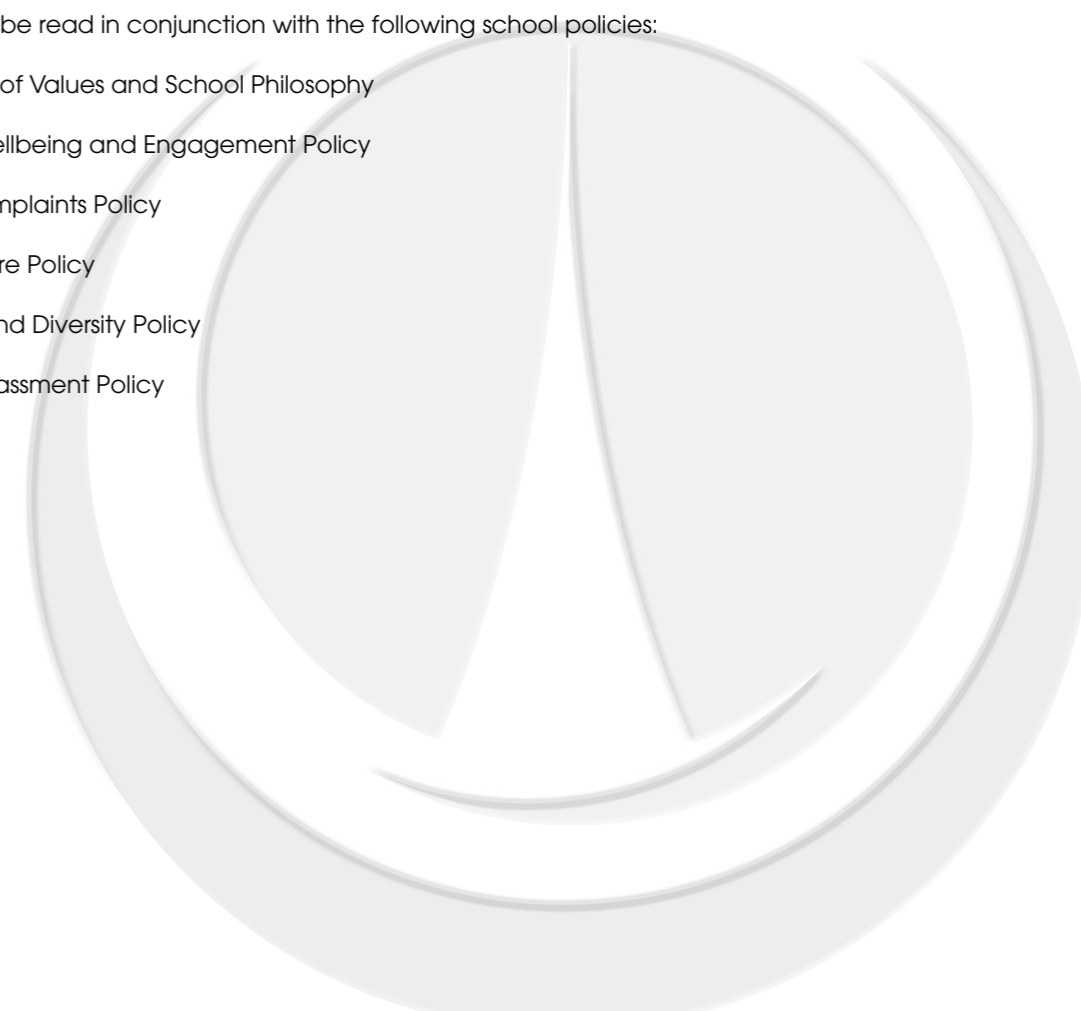 be read in conjunction with the following school policies:
of Values and School Philosophy
ellbeing and Engagement Policy
mplaints Policy
re Policy
nd Diversity Policy
assment Policy